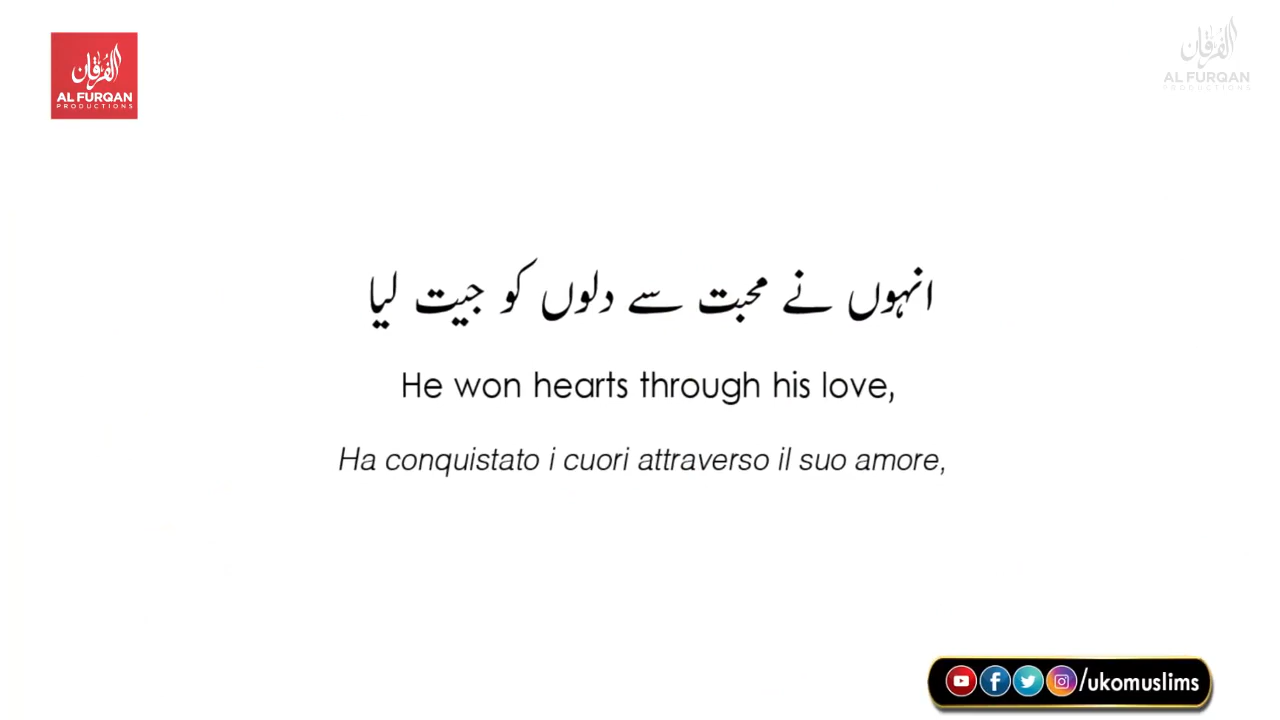 الفرقان
AL FURQAN
PRODUCTIONS
الفرقان
AL FURQAN
PRODUCTIONS
انہوں نے محبت سے دلوں کو جیت لیا
He won hearts through his love,
Ha conquistato i cuori attraverso il suo amore,
/ukomuslims